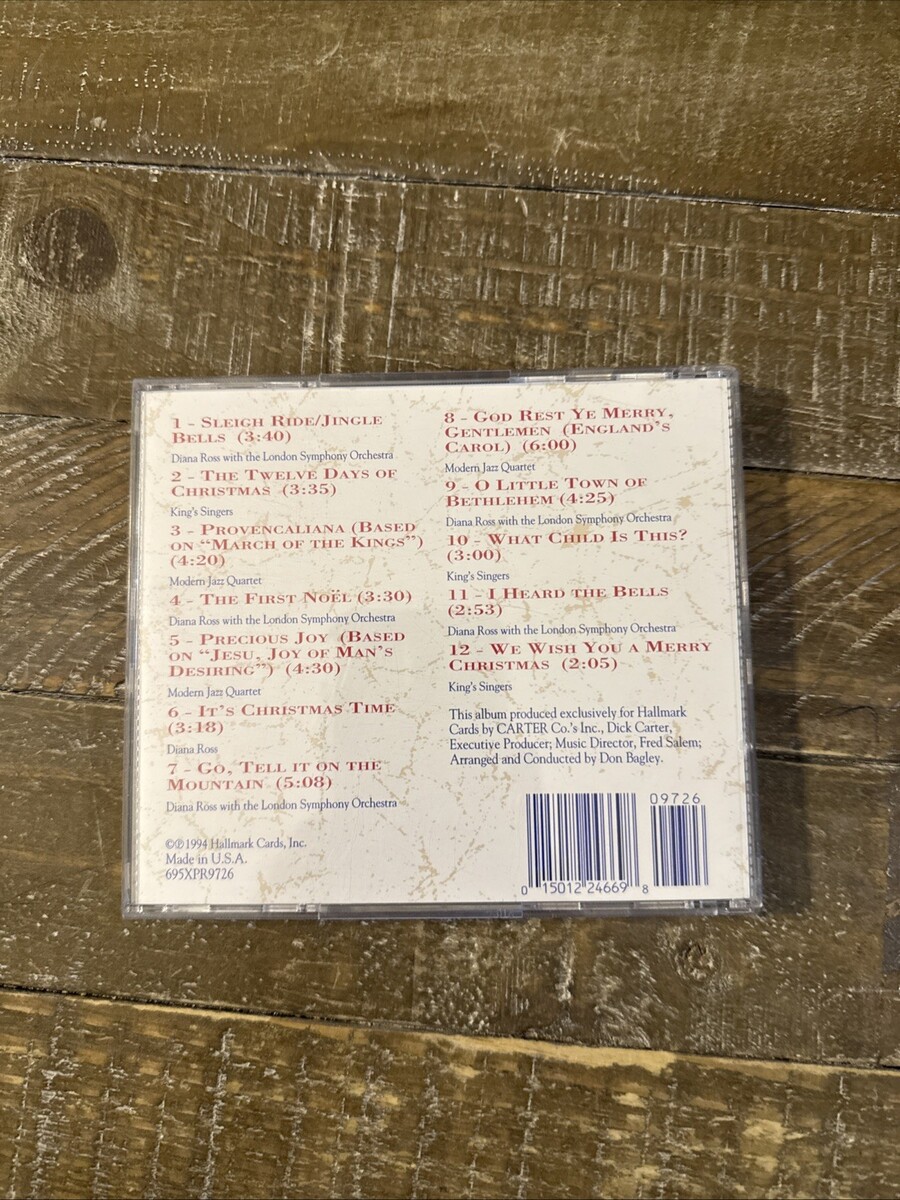 1 - Sleigh Ride/Jingle
Bells (3:40)
Diana Ross with the London Symphony Orchestra
2 - The Twelve Days of
Christmas (3:35)
King's Singers
3 - Provencaliana (Based
on “March of the Kings”)
(4:20)
Modern Jazz Quartet
4 - The First Noël (3:30)
Diana Ross with the London Symphony Orchestra
5 - Precious Joy (Based
on “Jesu, Joy of Man's
Desiring”) (4:30)
Modern Jazz Quartet
6 - It's Christmas Time
(3:18)
Diana Ross
7 - Go, Tell it on the
Mountain (5:08)
Diana Ross with the London Symphony Orchestra
©℗1994 Hallmark Cards, Inc.
Made in U.S.A.
695XPR9726
8 - God Rest Ye Merry,
Gentlemen (England's
Carol) (6:00)
Modern Jazz Quartet
9 - O Little Town of
Bethlehem (4:25)
Diana Ross with the London Symphony Orchestra
10 - What Child Is This?
(3:00)
King's Singers
11 - I Heard the Bells
(2:53)
Diana Ross with the London Symphony Orchestra
12 - We Wish You a Merry
Christmas (2:05)
King's Singers
This album produced exclusively for Hallmark
Cards by CARTER Co.'s Inc., Dick Carter,
Executive Producer; Music Director, Fred Salem;
Arranged and Conducted by Don Bagley.
09726
0 15012 24669 8